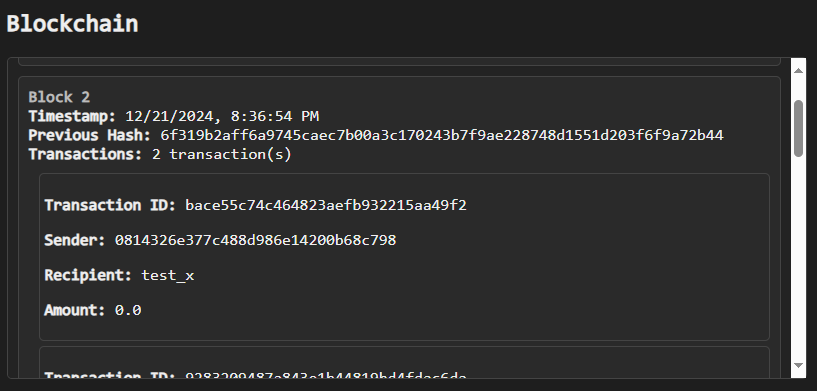 Blockchain
Block 2
Timestamp: 12/21/2024, 8:36:54 PM
Previous Hash: 6f319b2aff6a9745caec7b00a3c170243b7f9ae228748d1551d203f6f9a72b44
Transactions: 2 transaction(s)
Transaction ID: bace55c74c464823aefb932215aa49f2
Sender: 0814326e377c488d986e14200b68c798
Recipient: test_x
Amount: 0.0
Transaction ID: